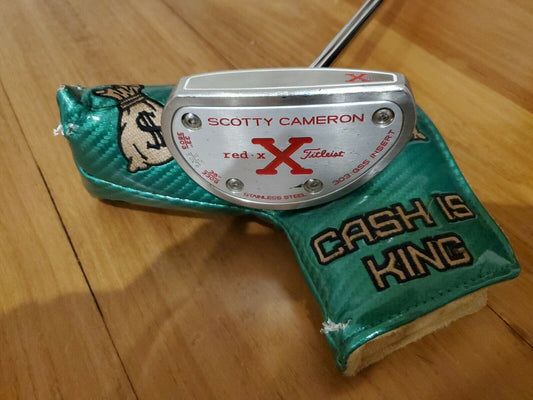 X
SCOTTY CAMERON
red.x X Titleist
STAINLESS STEEL
303 GSS INSERT
$
CASH IS
KING